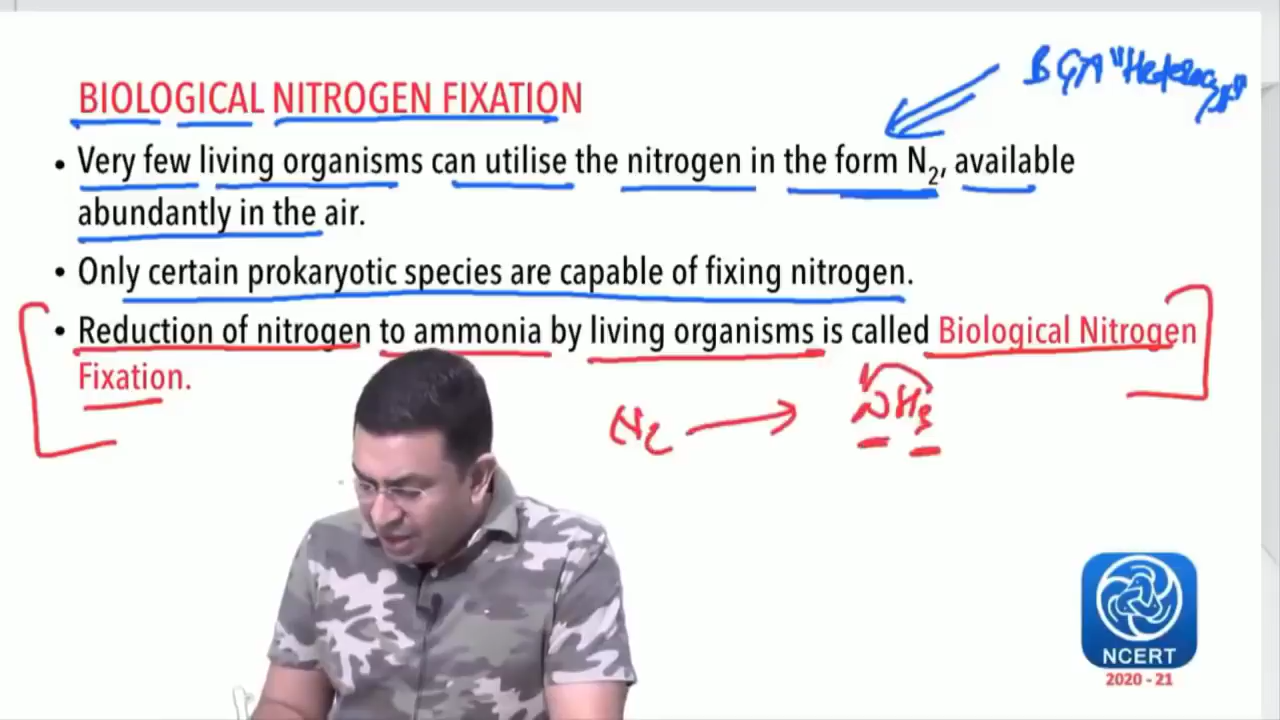 BGA "Heterocyst"
BIOLOGICAL NITROGEN FIXATION
• Very few living organisms can utilise the nitrogen in the form N₂, available
abundantly in the air.
• Only certain prokaryotic species are capable of fixing nitrogen.
• Reduction of nitrogen to ammonia by living organisms is called Biological Nitrogen
Fixation.
N₂ → NH₃
NCERT
2020 - 21